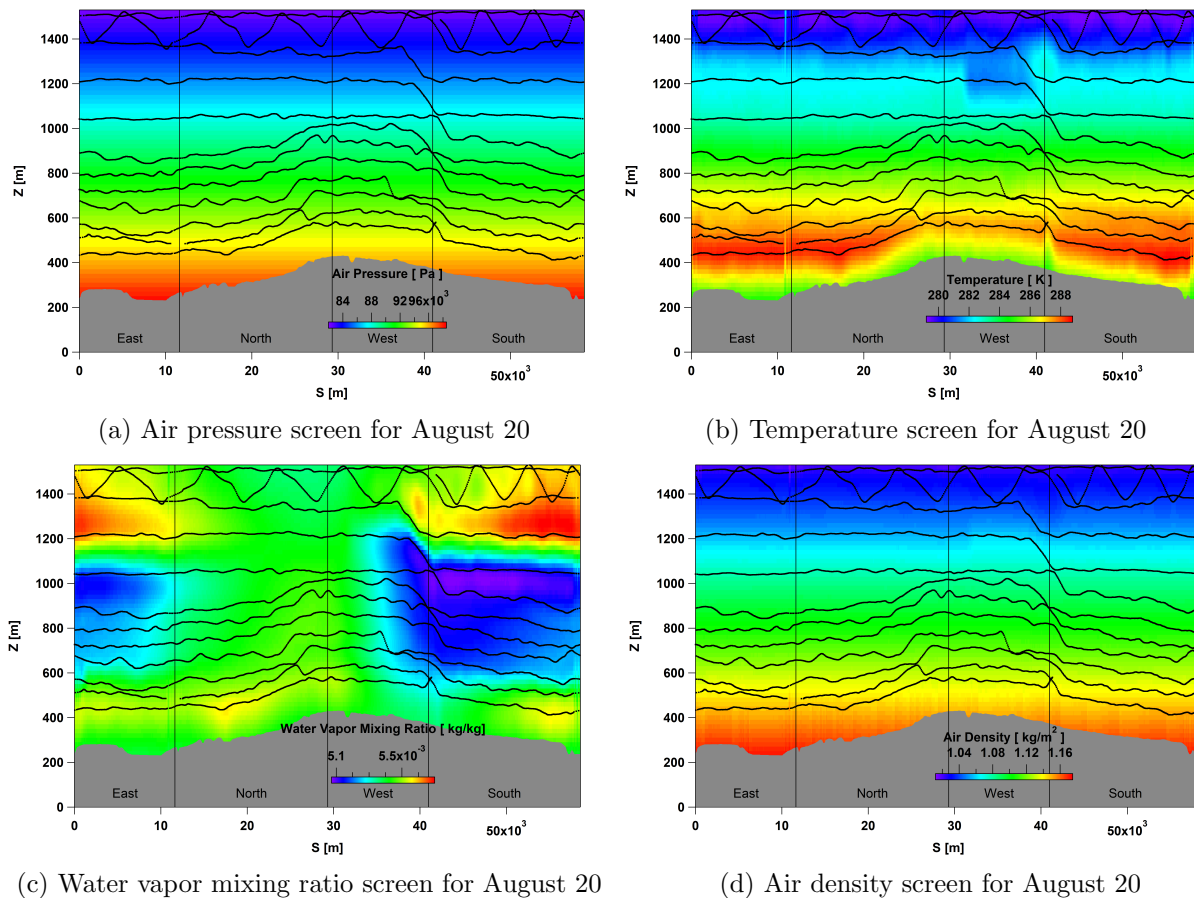 1400
1200
1000
800
600
400
200
0
Z [m]
Air Pressure [ Pa ]
84 88 92 96x10³
East North West South
0 10 20 30 40 50x10³
S [m]
(a) Air pressure screen for August 20
1400
1200
1000
800
600
400
200
0
Z [m]
Temperature [ K ]
280 282 284 286 288
East North West South
0 10 20 30 40 50x10³
S [m]
(b) Temperature screen for August 20
1400
1200
1000
800
600
400
200
0
Z [m]
Water Vapor Mixing Ratio [ kg/kg]
5.1 5.5x10⁻³
East North West South
0 10 20 30 40 50x10³
S [m]
(c) Water vapor mixing ratio screen for August 20
1400
1200
1000
800
600
400
200
0
Z [m]
Air Density [ kg/m²]
1.04 1.08 1.12 1.16
East North West South
0 10 20 30 40 50x10³
S [m]
(d) Air density screen for August 20